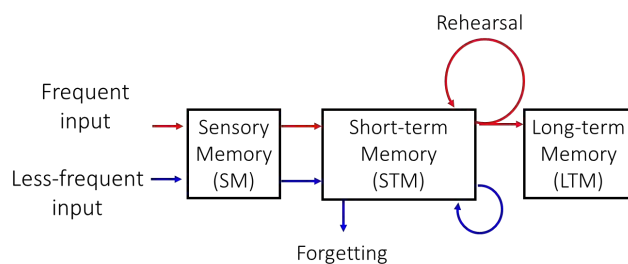 Rehearsal
Frequent
input
Sensory
Memory
(SM)
Short-term
Memory
(STM)
Long-term
Memory
(LTM)
Less-frequent
input
Forgetting